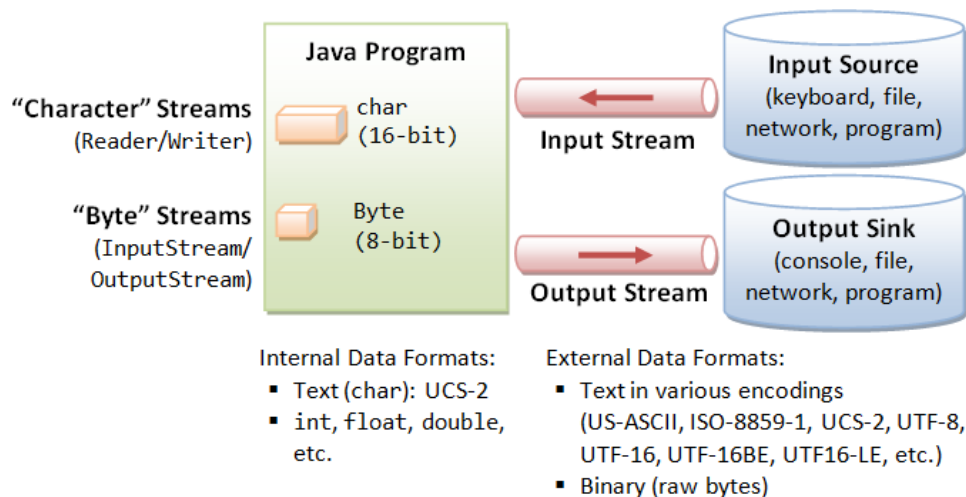 Java Program
"Character" Streams
(Reader/Writer)
char
(16-bit)
"Byte" Streams
(InputStream/
OutputStream)
Byte
(8-bit)
Input Stream
Output Stream
Input Source
(keyboard, file,
network, program)
Output Sink
(console, file,
network, program)
Internal Data Formats:
▪ Text (char): UCS-2
▪ int, float, double,
etc.
External Data Formats:
▪ Text in various encodings
(US-ASCII, ISO-8859-1, UCS-2, UTF-8,
UTF-16, UTF-16BE, UTF16-LE, etc.)
▪ Binary (raw bytes)